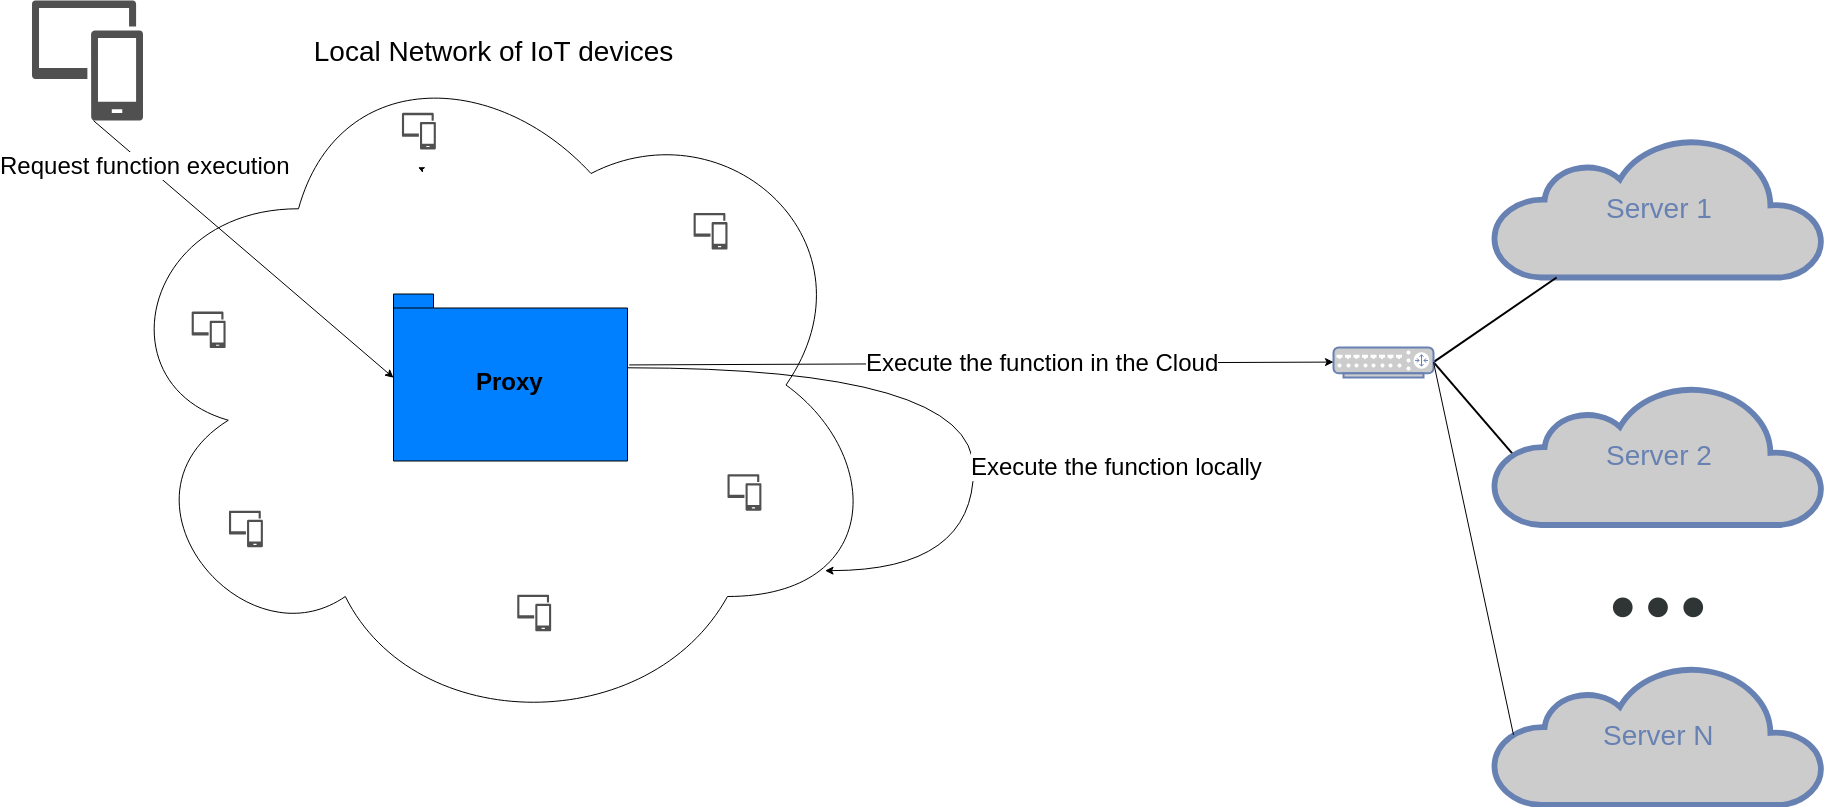 Local Network of IoT devices
Request function execution
Proxy
Execute the function in the Cloud
Execute the function locally
Server 1
Server 2
Server N